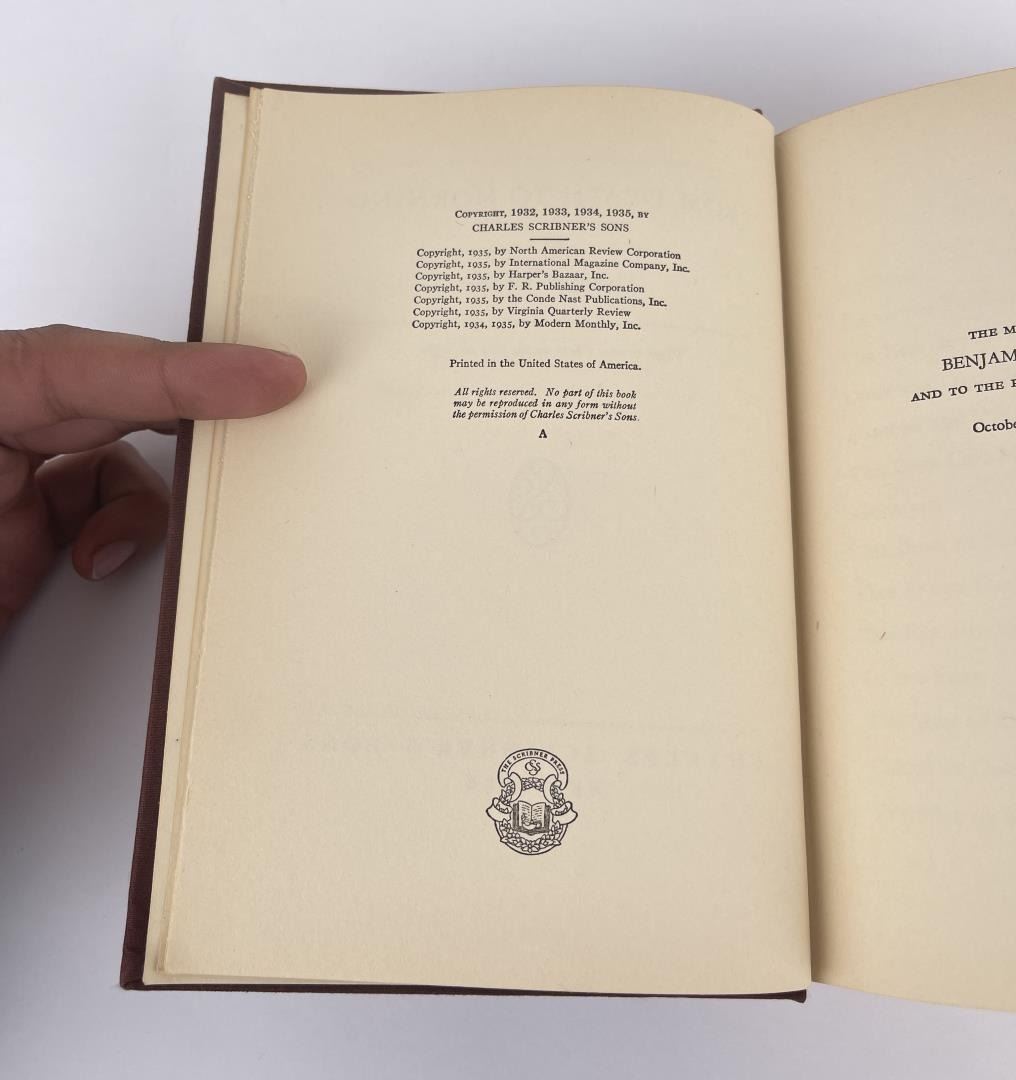 COPYRIGHT, 1932, 1933, 1934, 1935, BY
CHARLES SCRIBNER'S SONS
Copyright, 1935, by North American Review Corporation
Copyright, 1935, by International Magazine Company, Inc.
Copyright, 1935, by Harper's Bazaar, Inc.
Copyright, 1935, by F. R. Publishing Corporation
Copyright, 1935, by the Conde Nast Publications, Inc.
Copyright, 1935, by Virginia Quarterly Review
Copyright, 1934, 1935, by Modern Monthly, Inc.
Printed in the United States of America.
All rights reserved. No part of this book
may be reproduced in any form without
the permission of Charles Scribner's Sons.
A
THE SCRIBNER PRESS
CSS
THE M
BENJAM
AND TO THE
Octobe